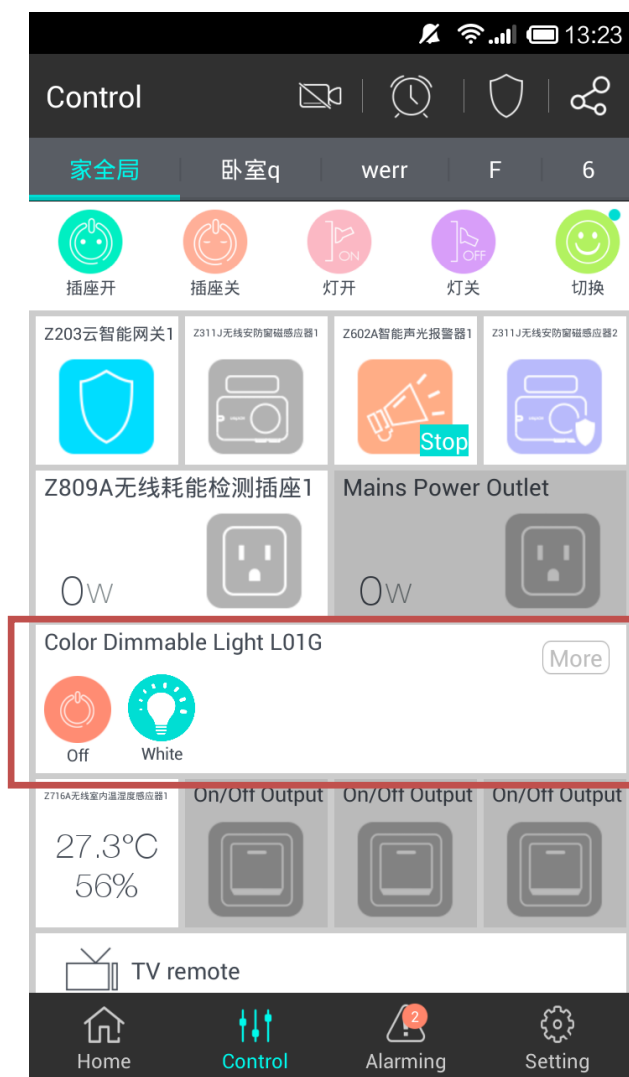 13:23
Control
家全局 卧室q werr F 6
ON OFF
插座开 插座关 灯开 灯关 切换
Z203云智能网关1 Z311J无线安防窗磁感应器1 Z602A智能声光报警器1 Z311J无线安防窗磁感应器2
Stop
Z809A无线耗能检测插座1 Mains Power Outlet
0W 0W
Color Dimmable Light L01G
More
Off White
Z716A无线室内温湿度感应器1 On/Off Output On/Off Output On/Off Output
27.3°C
56%
TV remote
2
Home Control Alarming Setting